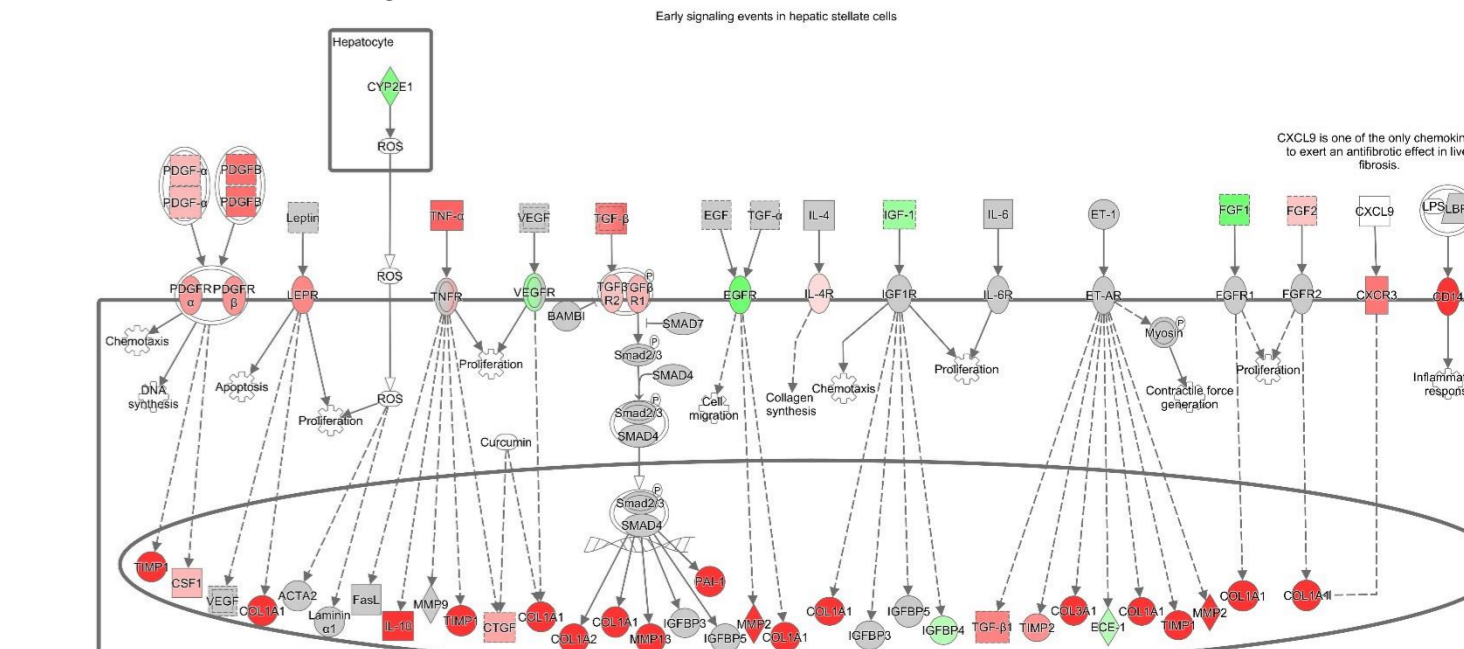 Early signaling events in hepatic stellate cells
Hepatocyte
CYP2E1
ROS
CXCL9 is one of the only chemokin
to exert an antifibrotic effect in live
fibrosis.
PDGF-α
PDGFB
PDGF-α
PDGFB
Leptin
TNF-α
VEGF
TGF-β
EGF
TGF-α
IL-4
IGF-1
IL-6
ET-1
FGF1
FGF2
CXCL9
LPS
LBP
ROS
PDGFR
α
PDGFR
β
LEPR
TNFR
VEGFR
BAMBI
TGFβ
R2
TGFβ
R1
P
EGFR
IL-4R
IGF1R
IL-6R
ET-AR
FGFR1
FGFR2
CXCR3
CD14
SMAD7
Chemotaxis
Myosin
P
Smad2/3
P
Proliferation
SMAD4
DNA
synthesis
Apoptosis
ROS
Proliferation
Cell
migration
Collagen
synthesis
Chemotaxis
Proliferation
Contractile force
generation
Proliferation
Inflammat
respons
Smad2/3
P
SMAD4
Curcumin
Smad2/3
P
SMAD4
TIMP1
CSF1
VEGF
COL1A1
ACTA2
Laminin
α1
FasL
IL-10
MMP9
TIMP1
CTGF
COL1A1
COL1A2
COL1A1
MMP13
IGFBP3
PAI-1
IGFBP5
MMP2
COL1A1
COL1A1
IGFBP3
IGFBP5
IGFBP4
TGF-β1
TIMP2
COL3A1
ECE-1
COL1A1
TIMP1
MMP2
COL1A1
COL1A1